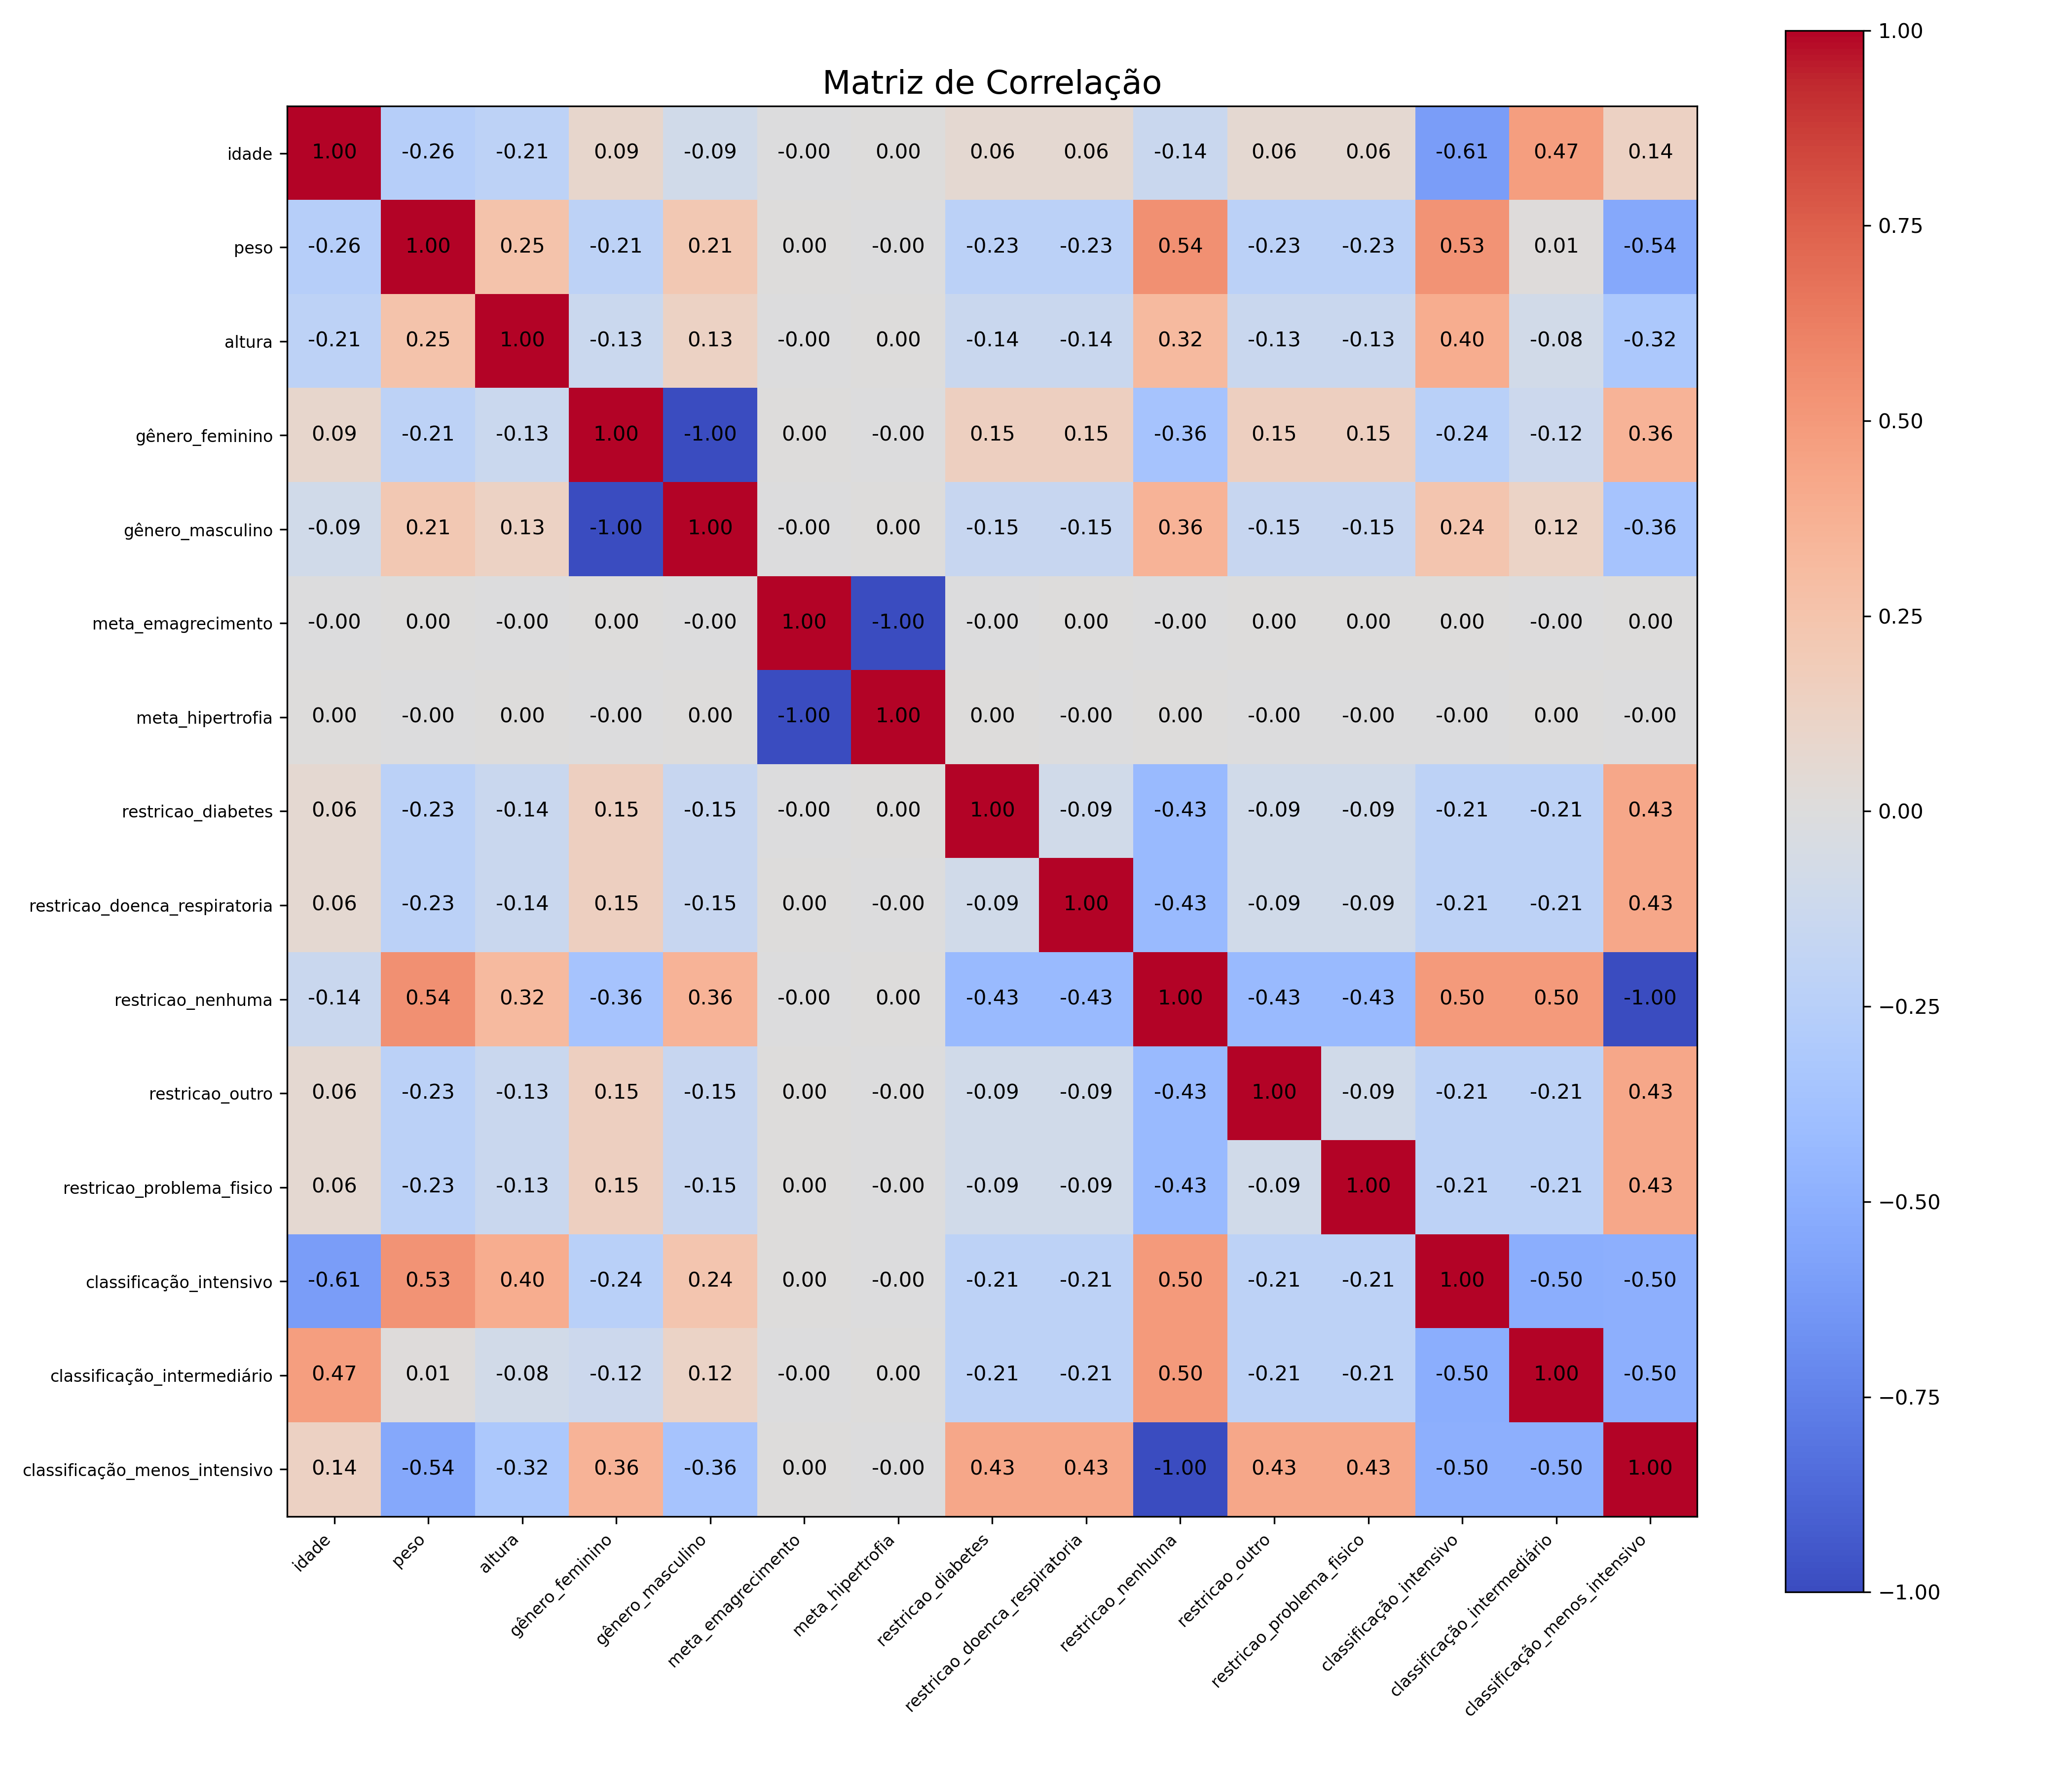 Matriz de Correlação
1.00
idade 1.00 -0.26 -0.21 0.09 -0.09 -0.00 0.00 0.06 0.06 -0.14 0.06 0.06 -0.61 0.47 0.14
0.75
peso -0.26 1.00 0.25 -0.21 0.21 0.00 -0.00 -0.23 -0.23 0.54 -0.23 -0.23 0.53 0.01 -0.54
altura -0.21 0.25 1.00 -0.13 0.13 -0.00 0.00 -0.14 -0.14 0.32 -0.13 -0.13 0.40 -0.08 -0.32
0.50
gênero_feminino 0.09 -0.21 -0.13 1.00 -1.00 0.00 -0.00 0.15 0.15 -0.36 0.15 0.15 -0.24 -0.12 0.36
gênero_masculino -0.09 0.21 0.13 -1.00 1.00 -0.00 0.00 -0.15 -0.15 0.36 -0.15 -0.15 0.24 0.12 -0.36
0.25
meta_emagrecimento -0.00 0.00 -0.00 0.00 -0.00 1.00 -1.00 -0.00 0.00 -0.00 0.00 0.00 0.00 -0.00 0.00
meta_hipertrofia 0.00 -0.00 0.00 -0.00 0.00 -1.00 1.00 0.00 -0.00 0.00 -0.00 -0.00 -0.00 0.00 -0.00
0.00
restricao_diabetes 0.06 -0.23 -0.14 0.15 -0.15 -0.00 0.00 1.00 -0.09 -0.43 -0.09 -0.09 -0.21 -0.21 0.43
restricao_doenca_respiratoria 0.06 -0.23 -0.14 0.15 -0.15 0.00 -0.00 -0.09 1.00 -0.43 -0.09 -0.09 -0.21 -0.21 0.43
restricao_nenhuma -0.14 0.54 0.32 -0.36 0.36 -0.00 0.00 -0.43 -0.43 1.00 -0.43 -0.43 0.50 0.50 -1.00
−0.25
restricao_outro 0.06 -0.23 -0.13 0.15 -0.15 0.00 -0.00 -0.09 -0.09 -0.43 1.00 -0.09 -0.21 -0.21 0.43
restricao_problema_fisico 0.06 -0.23 -0.13 0.15 -0.15 0.00 -0.00 -0.09 -0.09 -0.43 -0.09 1.00 -0.21 -0.21 0.43
−0.50
classificação_intensivo -0.61 0.53 0.40 -0.24 0.24 0.00 -0.00 -0.21 -0.21 0.50 -0.21 -0.21 1.00 -0.50 -0.50
classificação_intermediário 0.47 0.01 -0.08 -0.12 0.12 -0.00 0.00 -0.21 -0.21 0.50 -0.21 -0.21 -0.50 1.00 -0.50
−0.75
classificação_menos_intensivo 0.14 -0.54 -0.32 0.36 -0.36 0.00 -0.00 0.43 0.43 -1.00 0.43 0.43 -0.50 -0.50 1.00
−1.00
idade
peso
altura
gênero_feminino
gênero_masculino
meta_emagrecimento
meta_hipertrofia
restricao_diabetes
restricao_doenca_respiratoria
restricao_nenhuma
restricao_outro
restricao_problema_fisico
classificação_intensivo
classificação_intermediário
classificação_menos_intensivo